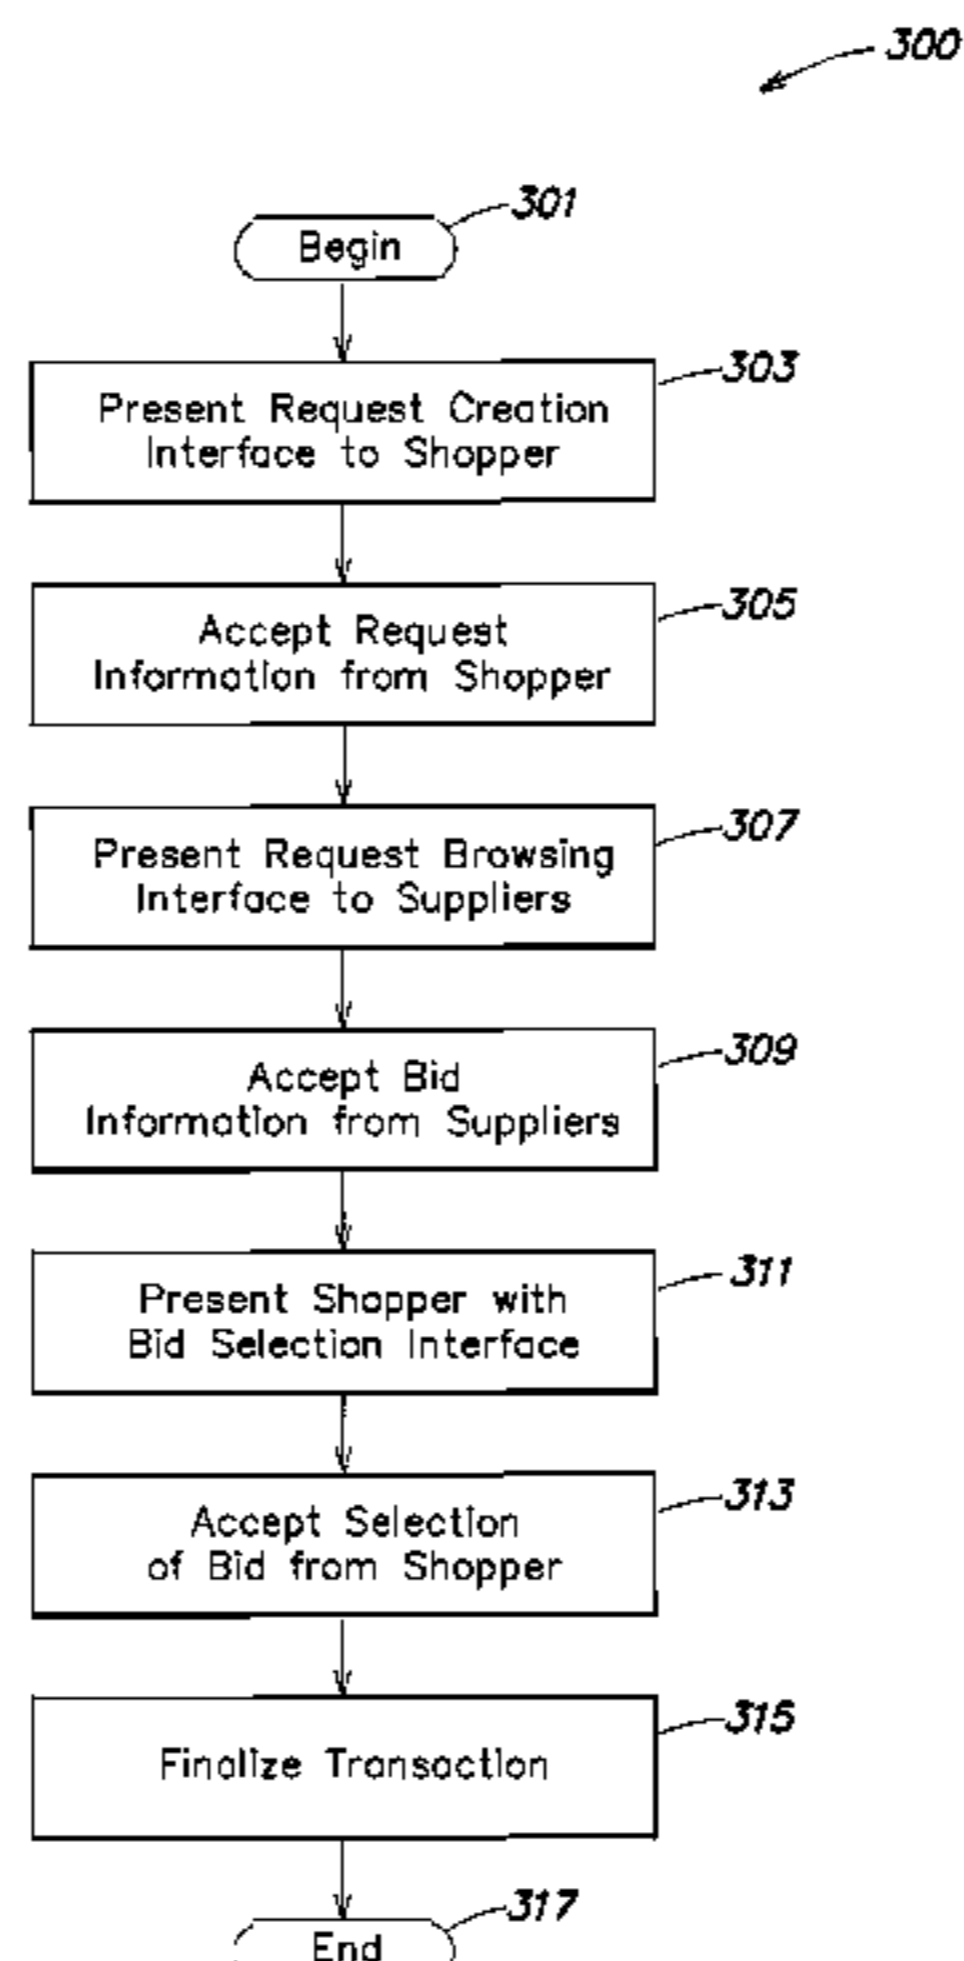 300
301
Begin
303
Present Request Creation
Interface to Shopper
305
Accept Request
Information from Shopper
307
Present Request Browsing
Interface to Suppliers
309
Accept Bid
Information from Suppliers
311
Present Shopper with
Bid Selection Interface
313
Accept Selection
of Bid from Shopper
315
Finalize Transaction
317
End